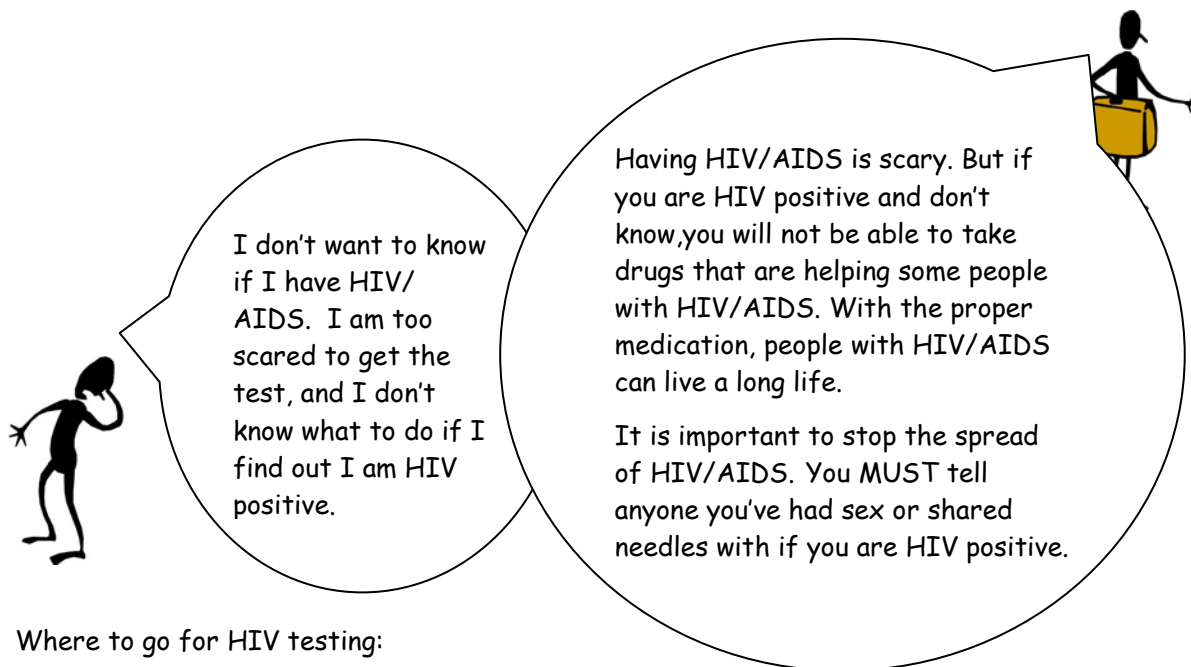 I don't want to know
if I have HIV/
AIDS.  I am too
scared to get the
test, and I don't
know what to do if I
find out I am HIV
positive.
Having HIV/AIDS is scary. But if
you are HIV positive and don't
know,you will not be able to take
drugs that are helping some people
with HIV/AIDS. With the proper
medication, people with HIV/AIDS
can live a long life.
It is important to stop the spread
of HIV/AIDS. You MUST tell
anyone you've had sex or shared
needles with if you are HIV positive.
Where to go for HIV testing: